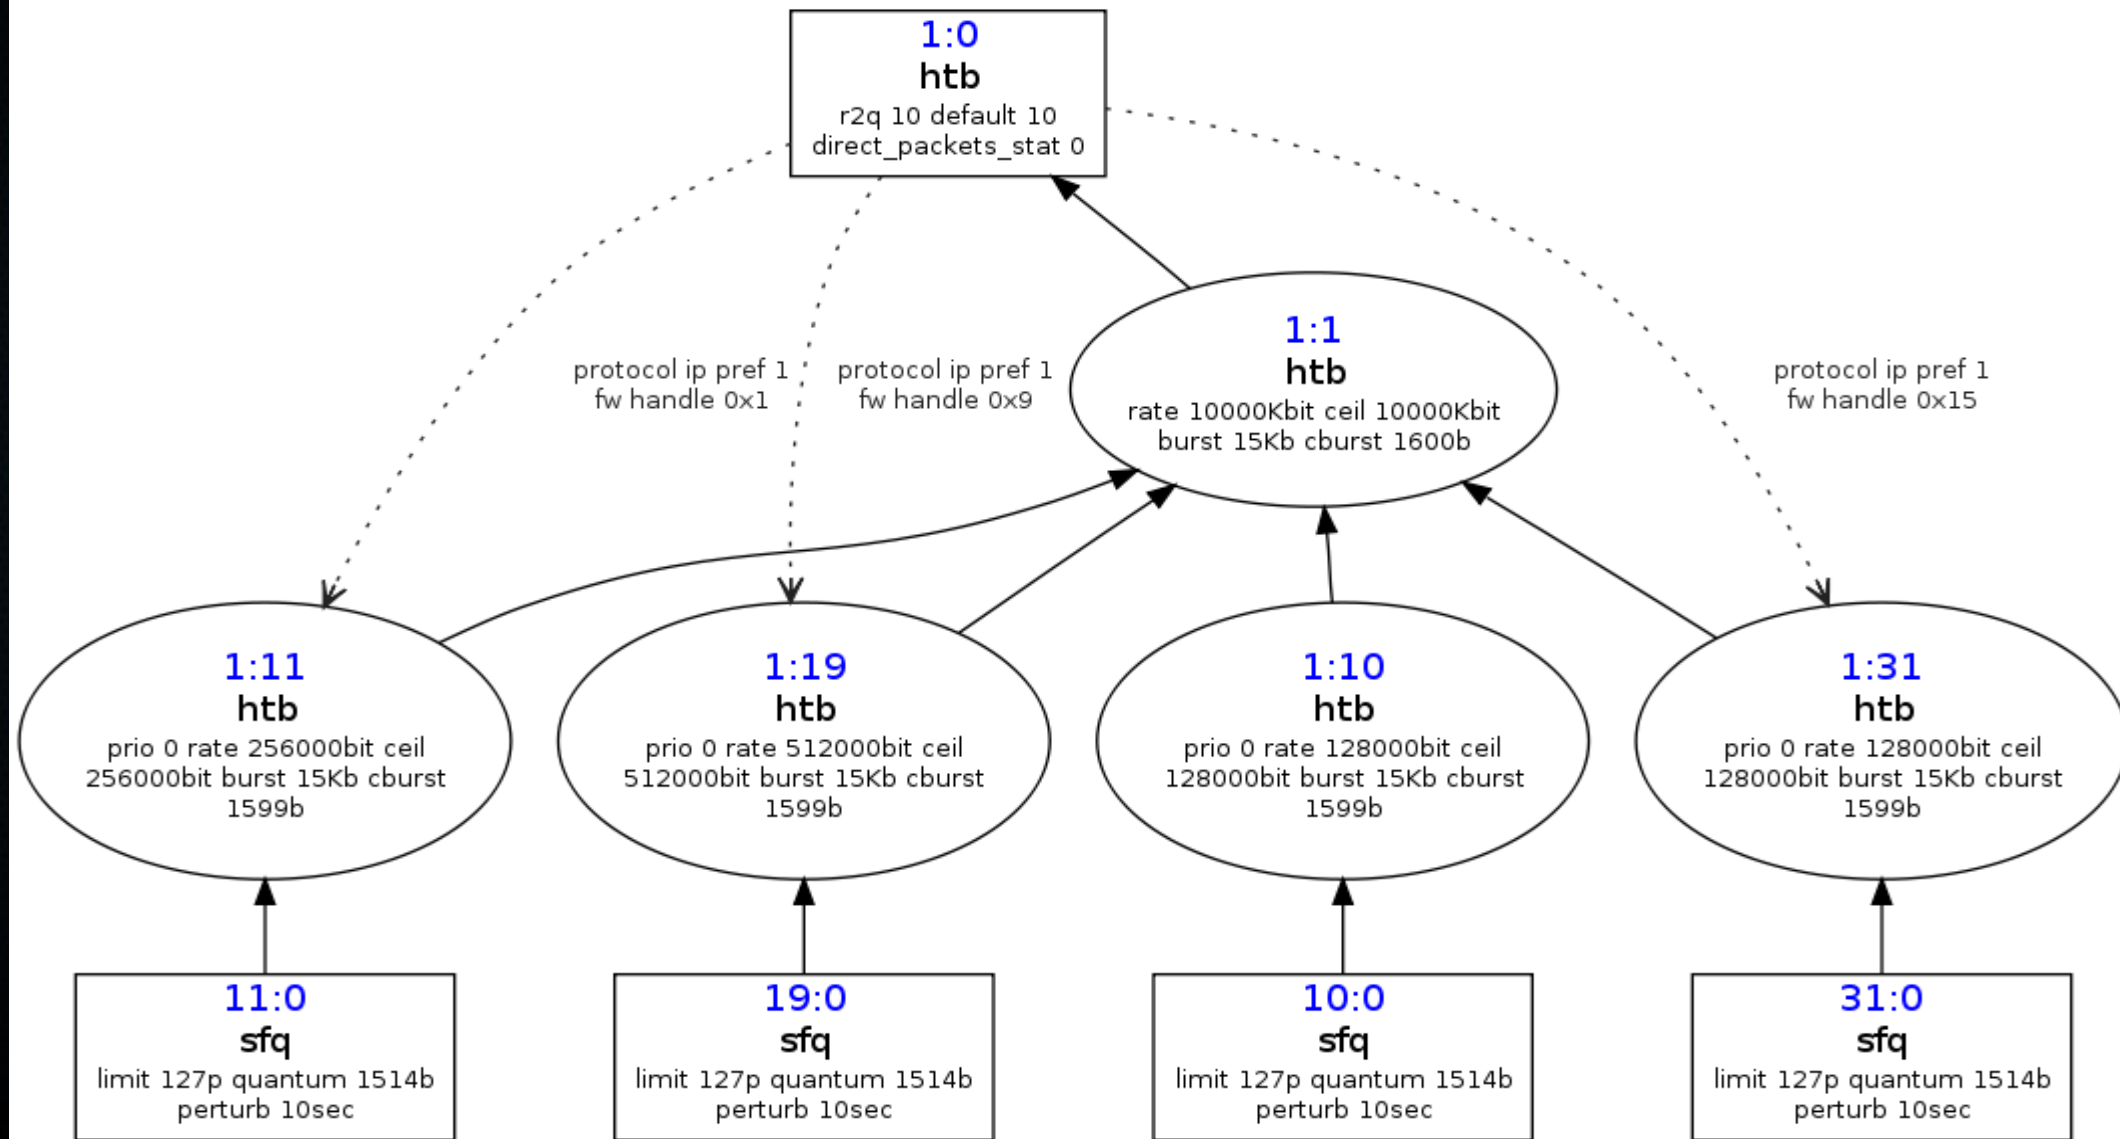 1:0
htb
r2q 10 default 10
direct_packets_stat 0
protocol ip pref 1
fw handle 0x1
protocol ip pref 1
fw handle 0x9
1:1
htb
rate 10000Kbit ceil 10000Kbit
burst 15Kb cburst 1600b
protocol ip pref 1
fw handle 0x15
1:11
htb
prio 0 rate 256000bit ceil
256000bit burst 15Kb cburst
1599b
1:19
htb
prio 0 rate 512000bit ceil
512000bit burst 15Kb cburst
1599b
1:10
htb
prio 0 rate 128000bit ceil
128000bit burst 15Kb cburst
1599b
1:31
htb
prio 0 rate 128000bit ceil
128000bit burst 15Kb cburst
1599b
11:0
sfq
limit 127p quantum 1514b
perturb 10sec
19:0
sfq
limit 127p quantum 1514b
perturb 10sec
10:0
sfq
limit 127p quantum 1514b
perturb 10sec
31:0
sfq
limit 127p quantum 1514b
perturb 10sec